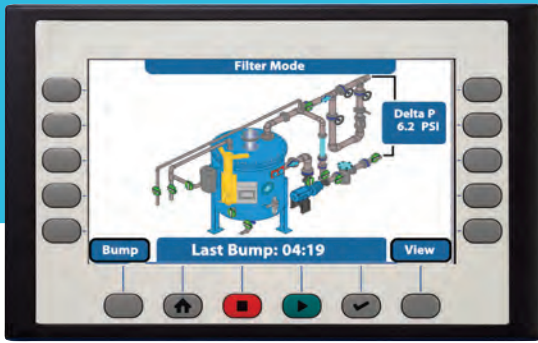 Filter Mode
Delta P
6.2 PSI
Bump
Last Bump: 04:19
View